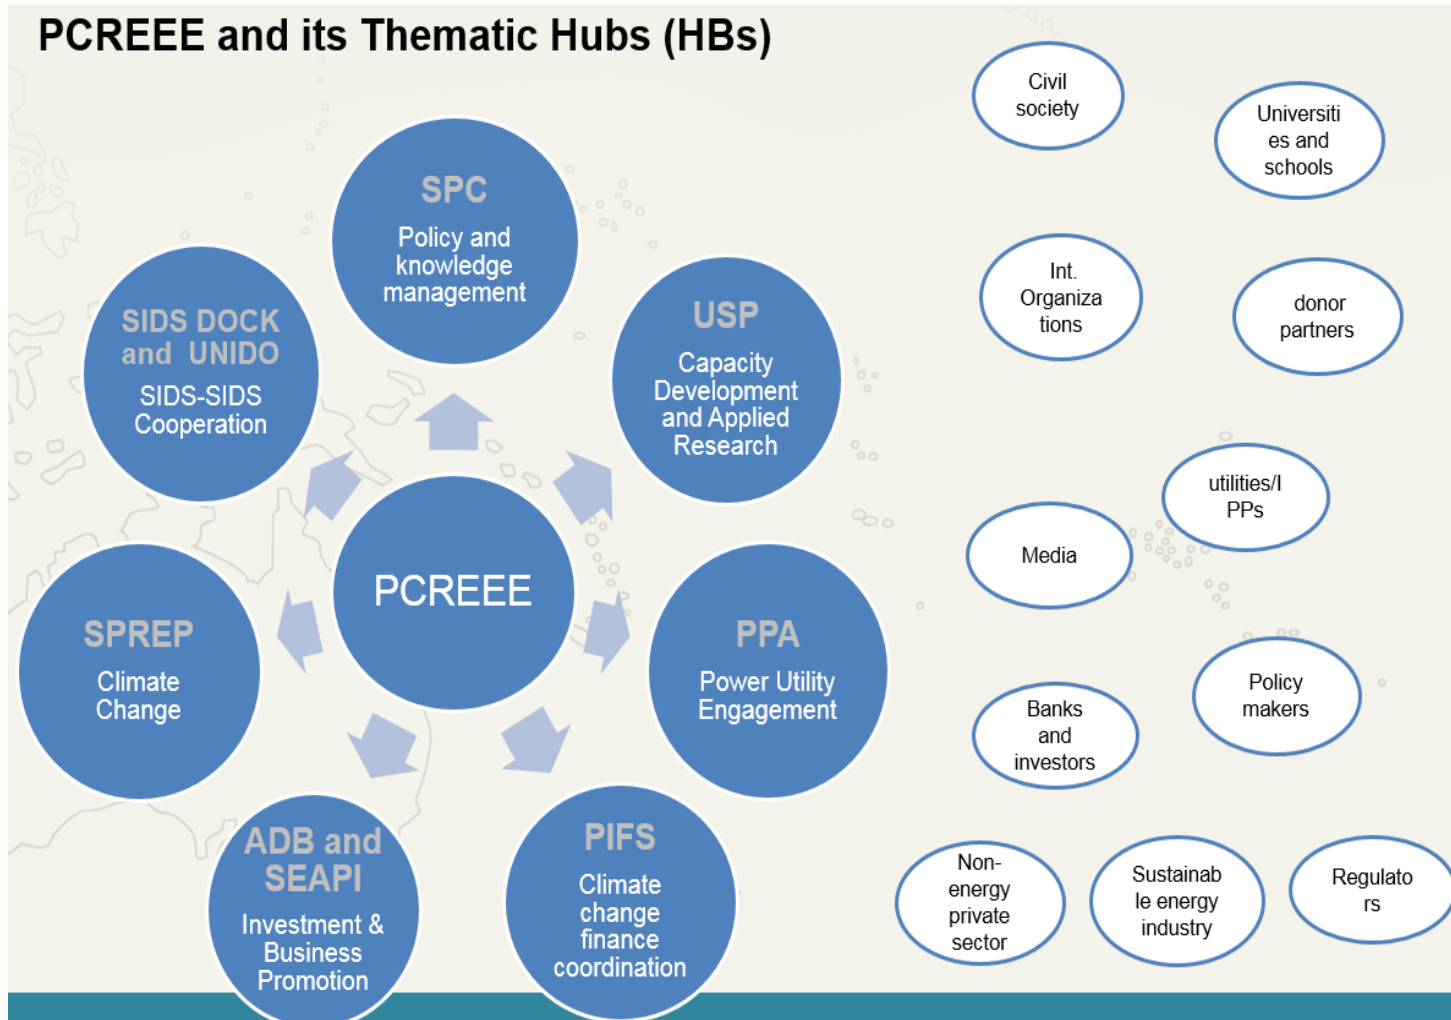 PCREEE and its Thematic Hubs (HBs)
SPC
Policy and
knowledge
management
SIDS DOCK
and UNIDO
SIDS-SIDS
Cooperation
USP
Capacity
Development
and Applied
Research
PCREEE
SPREP
Climate
Change
PPA
Power Utility
Engagement
ADB and
SEAPI
Investment &
Business
Promotion
PIFS
Climate
change
finance
coordination
Civil
society
Universiti
es and
schools
Int.
Organiza
tions
donor
partners
utilities/I
PPs
Media
Policy
makers
Banks
and
investors
Non-
energy
private
sector
Sustainab
le energy
industry
Regulato
rs